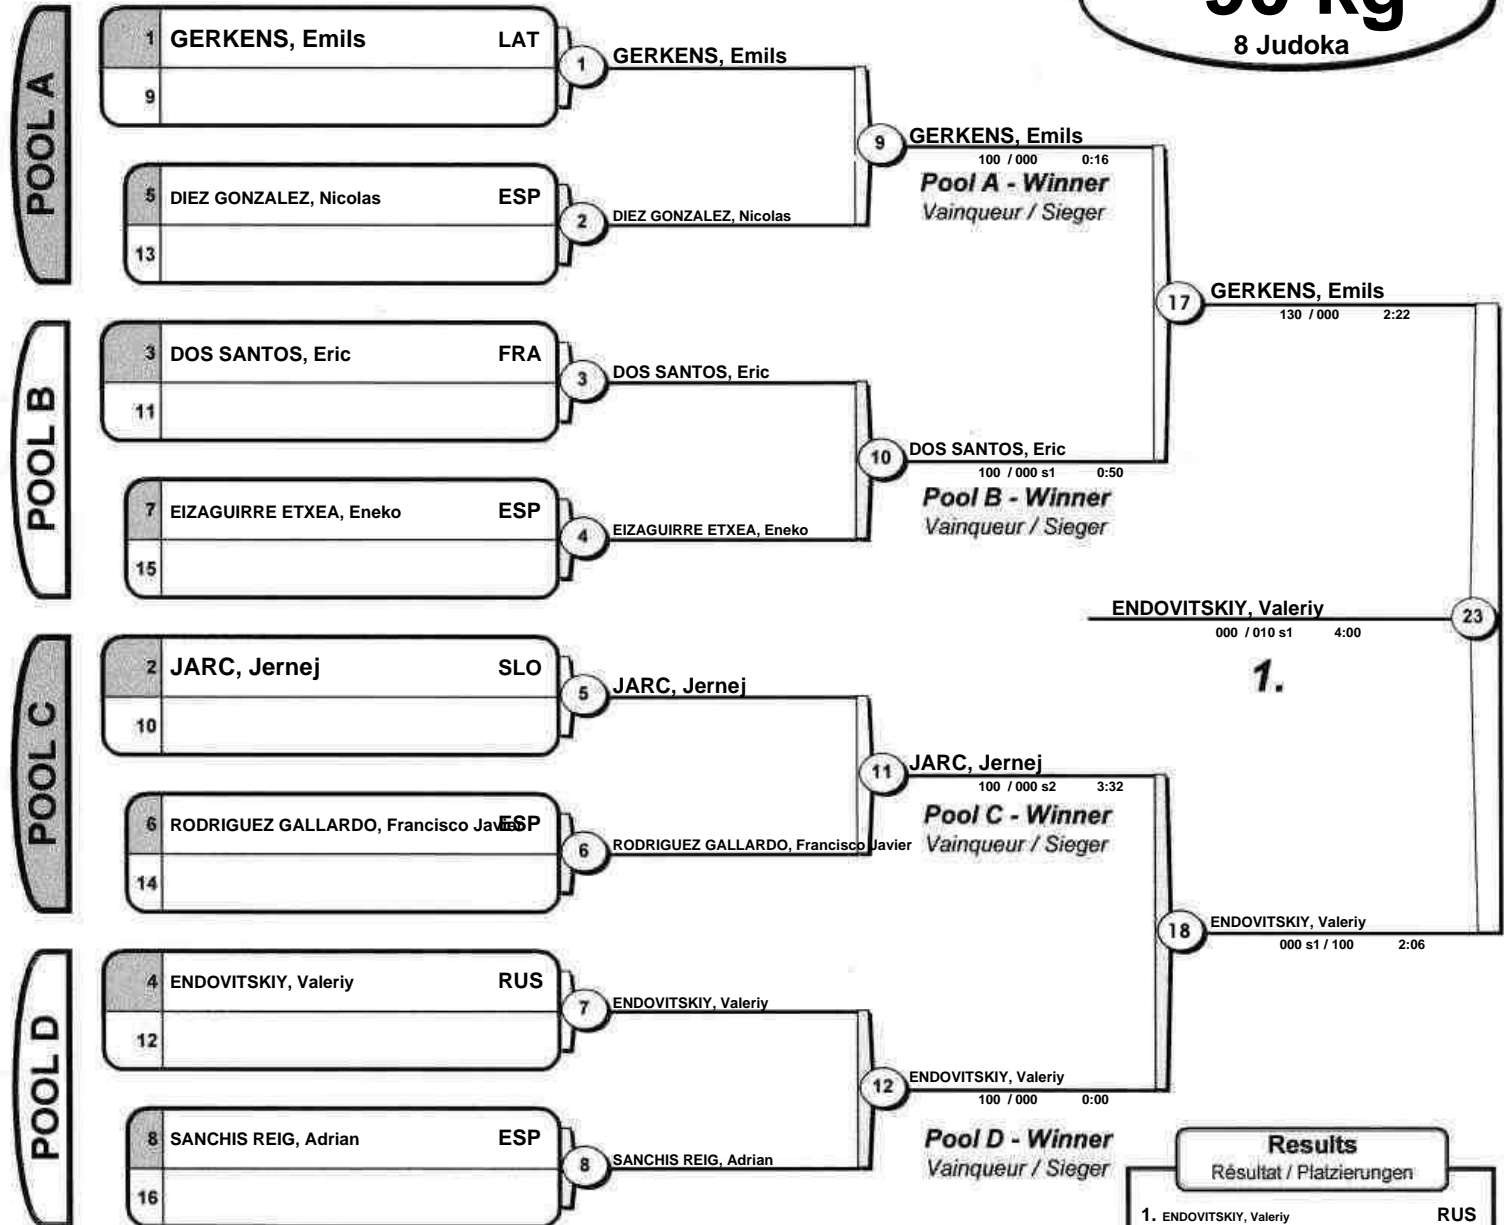 90 kg
8 Judoka
POOL A
1 GERKENS, Emils LAT
9
5 DIEZ GONZALEZ, Nicolas ESP
13
1 GERKENS, Emils
2 DIEZ GONZALEZ, Nicolas
9 GERKENS, Emils
100 / 000 0:16
Pool A - Winner
Vainqueur / Sieger
POOL B
3 DOS SANTOS, Eric FRA
11
7 EIZAGUIRRE ETXEA, Eneko ESP
15
3 DOS SANTOS, Eric
4 EIZAGUIRRE ETXEA, Eneko
10 DOS SANTOS, Eric
100 / 000 s1 0:50
Pool B - Winner
Vainqueur / Sieger
17 GERKENS, Emils
130 / 000 2:22
POOL C
2 JARC, Jernej SLO
10
6 RODRIGUEZ GALLARDO, Francisco Javier ESP
14
5 JARC, Jernej
6 RODRIGUEZ GALLARDO, Francisco Javier
11 JARC, Jernej
100 / 000 s2 3:32
Pool C - Winner
Vainqueur / Sieger
POOL D
4 ENDOVITSKIY, Valeriy RUS
12
8 SANCHIS REIG, Adrian ESP
16
7 ENDOVITSKIY, Valeriy
8 SANCHIS REIG, Adrian
12 ENDOVITSKIY, Valeriy
100 / 000 0:00
Pool D - Winner
Vainqueur / Sieger
18 ENDOVITSKIY, Valeriy
000 s1 / 100 2:06
ENDOVITSKIY, Valeriy 23
000 / 010 s1 4:00
1.
Results
Résultat / Platzierungen
1. ENDOVITSKIY, Valeriy RUS